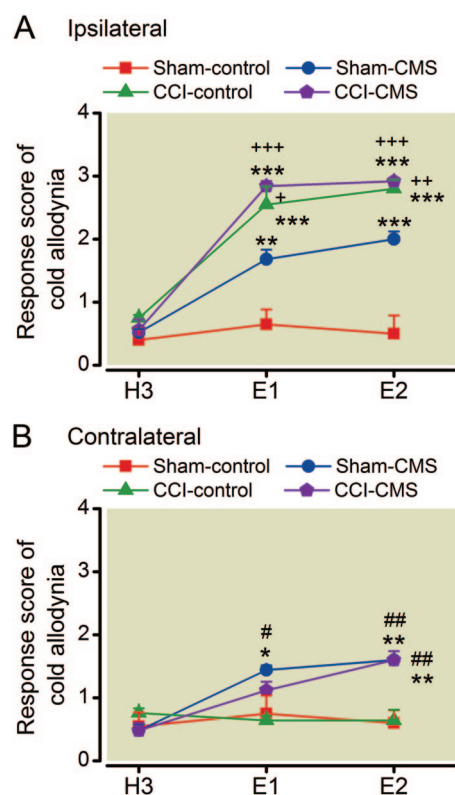 A Ipsilateral
Sham-control Sham-CMS
CCI-control CCI-CMS
Response score of
cold allodynia
4
3
2
1
0
+++
***
+
***
**
+++
***
++
***
***
H3 E1 E2
B Contralateral
Sham-control Sham-CMS
CCI-control CCI-CMS
Response score of
cold allodynia
4
3
2
1
0
#
*
##
**
##
**
H3 E1 E2